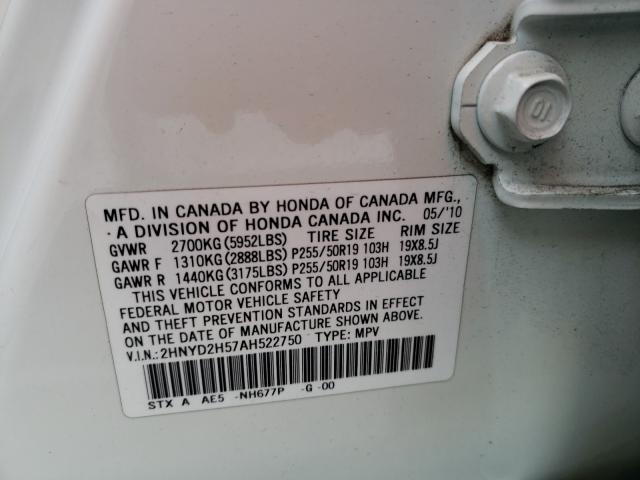 10
MFD. IN CANADA BY HONDA OF CANADA MFG.,
A DIVISION OF HONDA CANADA INC. 05/'10
GVWR 2700KG(5952LBS) TIRE SIZE RIM SIZE
GAWR F 1310KG(2888LBS) P255/50R19 103H 19X8.5J
GAWR R 1440KG(3175LBS) P255/50R19 103H 19X8.5J
THIS VEHICLE CONFORMS TO ALL APPLICABLE
FEDERAL MOTOR VEHICLE SAFETY
AND THEFT PREVENTION STANDARDS IN EFFECT
ON THE DATE OF MANUFACTURE SHOWN ABOVE.
V.I.N.:2HNYD2H57AH522750 TYPE: MPV
STX A AE5 -NH677P -G -00